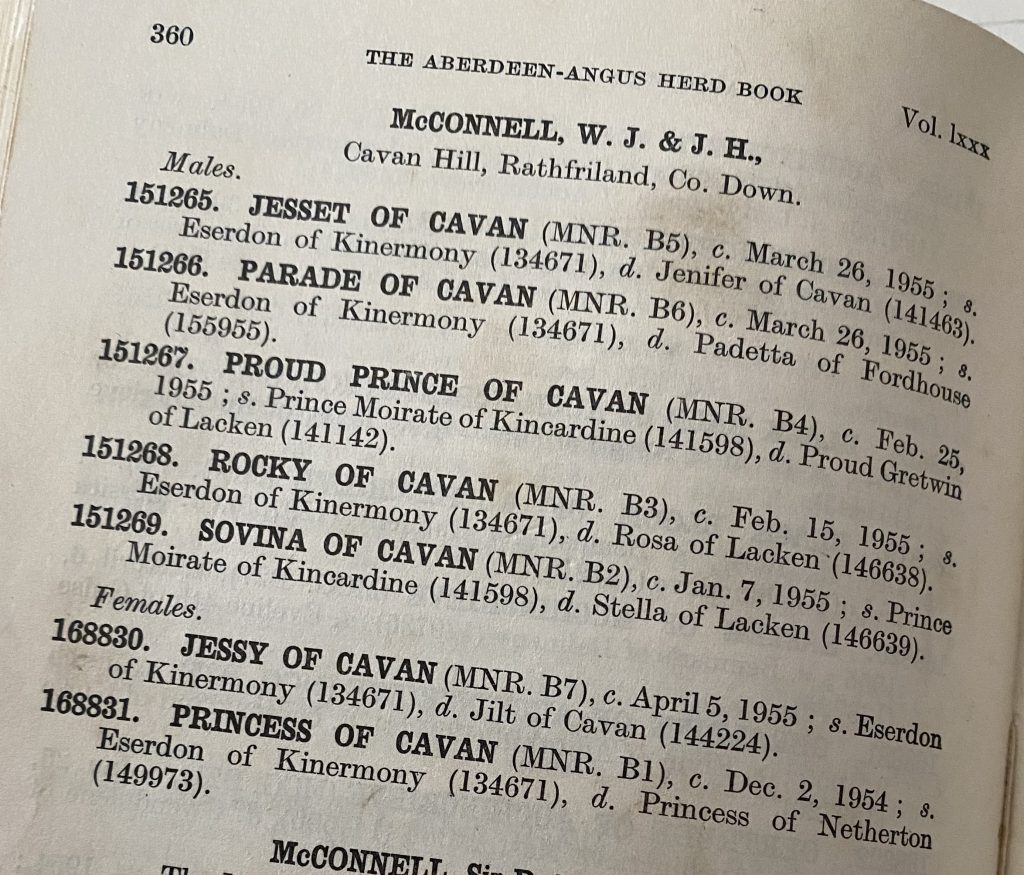 360
THE ABERDEEN-ANGUS HERD BOOK
Vol. lxxx
McCONNELL, W. J. & J. H.,
Cavan Hill, Rathfriland, Co. Down.
Males.
151265. JESSET OF CAVAN (MNR. B5), c. March 26, 1955 ; s.
Eserdon of Kinermony (134671), d. Jenifer of Cavan (141463).
151266. PARADE OF CAVAN (MNR. B6), c. March 26, 1955 ; s.
Eserdon of Kinermony (134671), d. Padetta of Fordhouse
(155955).
151267. PROUD PRINCE OF CAVAN (MNR. B4), c. Feb. 25,
1955 ; s. Prince Moirate of Kincardine (141598), d. Proud Gretwin
of Lacken (141142).
151268. ROCKY OF CAVAN (MNR. B3), c. Feb. 15, 1955 ; s.
Eserdon of Kinermony (134671), d. Rosa of Lacken (146638).
151269. SOVINA OF CAVAN (MNR. B2), c. Jan. 7, 1955 ; s. Prince
Moirate of Kincardine (141598), d. Stella of Lacken (146639).
Females.
168830. JESSY OF CAVAN (MNR. B7), c. April 5, 1955 ; s. Eserdon
of Kinermony (134671), d. Jilt of Cavan (144224).
168831. PRINCESS OF CAVAN (MNR. B1), c. Dec. 2, 1954 ; s.
Eserdon of Kinermony (134671), d. Princess of Netherton
(149973).
McCONNELL, Sir